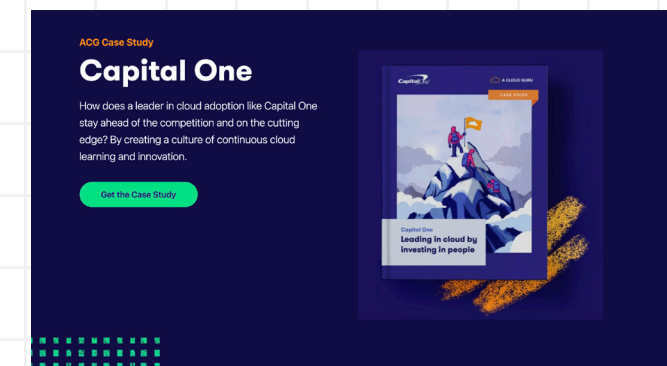 ACG Case Study
Capital One
How does a leader in cloud adoption like Capital One
stay ahead of the competition and on the cutting
edge? By creating a culture of continuous cloud
learning and innovation.
Get the Case Study
Capital One
A CLOUD GURU
CASE STUDY
Capital One
Leading in cloud by
investing in people